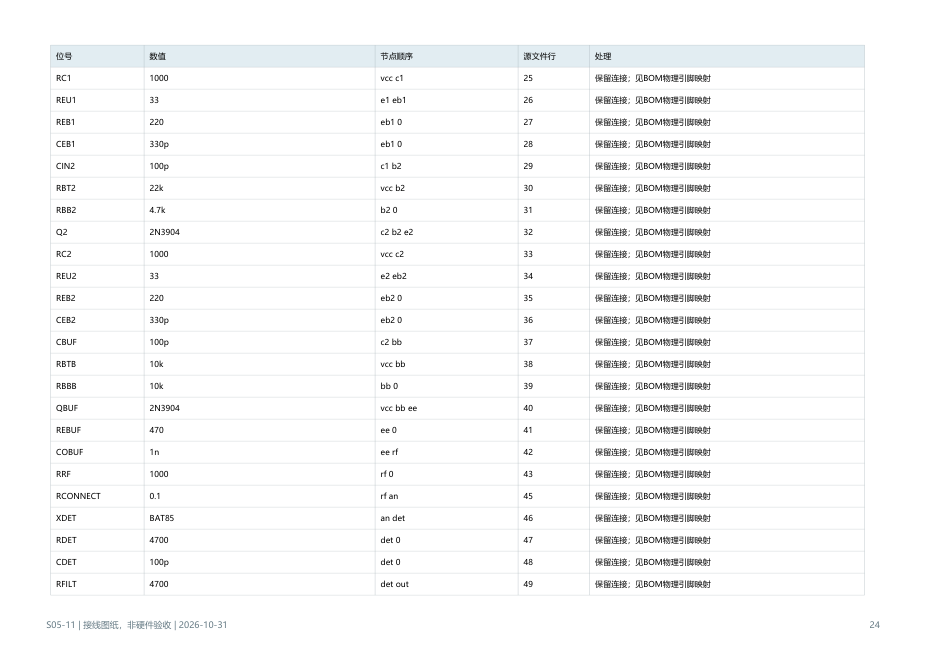 位号 数值 节点顺序 源文件行 处理
RC1 1000 vcc c1 25 保留连接；见BOM物理引脚映射
REU1 33 e1 eb1 26 保留连接；见BOM物理引脚映射
REB1 220 eb1 0 27 保留连接；见BOM物理引脚映射
CEB1 330p eb1 0 28 保留连接；见BOM物理引脚映射
CIN2 100p c1 b2 29 保留连接；见BOM物理引脚映射
RBT2 22k vcc b2 30 保留连接；见BOM物理引脚映射
RBB2 4.7k b2 0 31 保留连接；见BOM物理引脚映射
Q2 2N3904 c2 b2 e2 32 保留连接；见BOM物理引脚映射
RC2 1000 vcc c2 33 保留连接；见BOM物理引脚映射
REU2 33 e2 eb2 34 保留连接；见BOM物理引脚映射
REB2 220 eb2 0 35 保留连接；见BOM物理引脚映射
CEB2 330p eb2 0 36 保留连接；见BOM物理引脚映射
CBUF 100p c2 bb 37 保留连接；见BOM物理引脚映射
RBTB 10k vcc bb 38 保留连接；见BOM物理引脚映射
RBBB 10k bb 0 39 保留连接；见BOM物理引脚映射
QBUF 2N3904 vcc bb ee 40 保留连接；见BOM物理引脚映射
REBUF 470 ee 0 41 保留连接；见BOM物理引脚映射
COBUF 1n ee rf 42 保留连接；见BOM物理引脚映射
RRF 1000 rf 0 43 保留连接；见BOM物理引脚映射
RCONNECT 0.1 rf an 45 保留连接；见BOM物理引脚映射
XDET BAT85 an det 46 保留连接；见BOM物理引脚映射
RDET 4700 det 0 47 保留连接；见BOM物理引脚映射
CDET 100p det 0 48 保留连接；见BOM物理引脚映射
RFILT 4700 det out 49 保留连接；见BOM物理引脚映射
S05-11 | 接线图纸，非硬件验收 | 2026-10-31 24